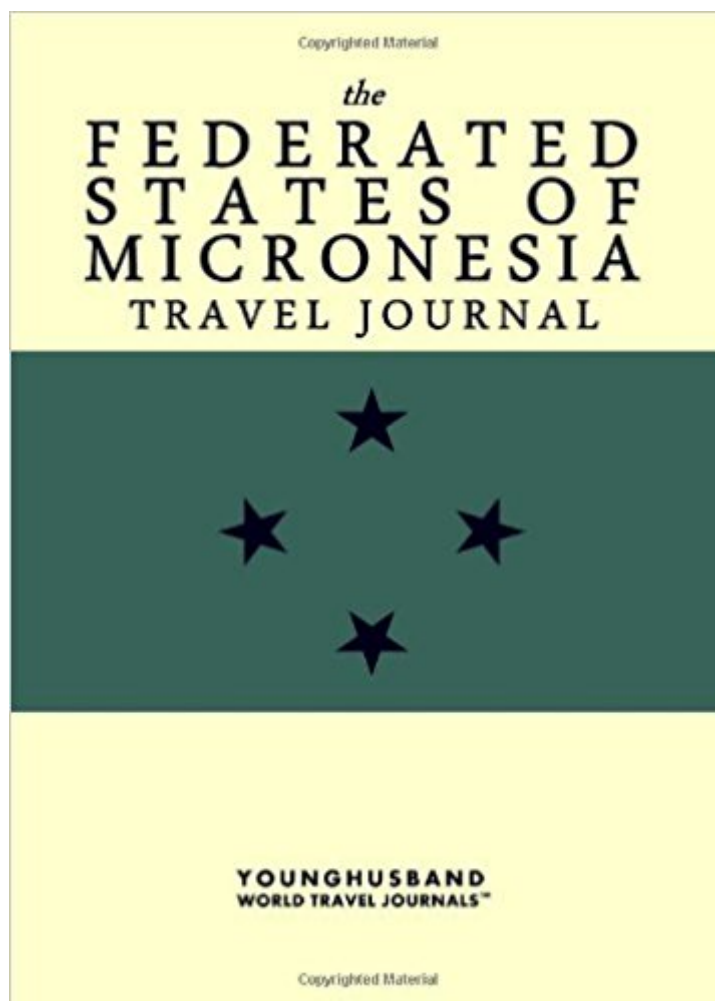 Copyrighted Material
the
FEDERATED
STATES OF
MICRONESIA
TRAVEL JOURNAL
YOUNGHUSBAND
WORLD TRAVEL JOURNALS™
Copyrighted Material